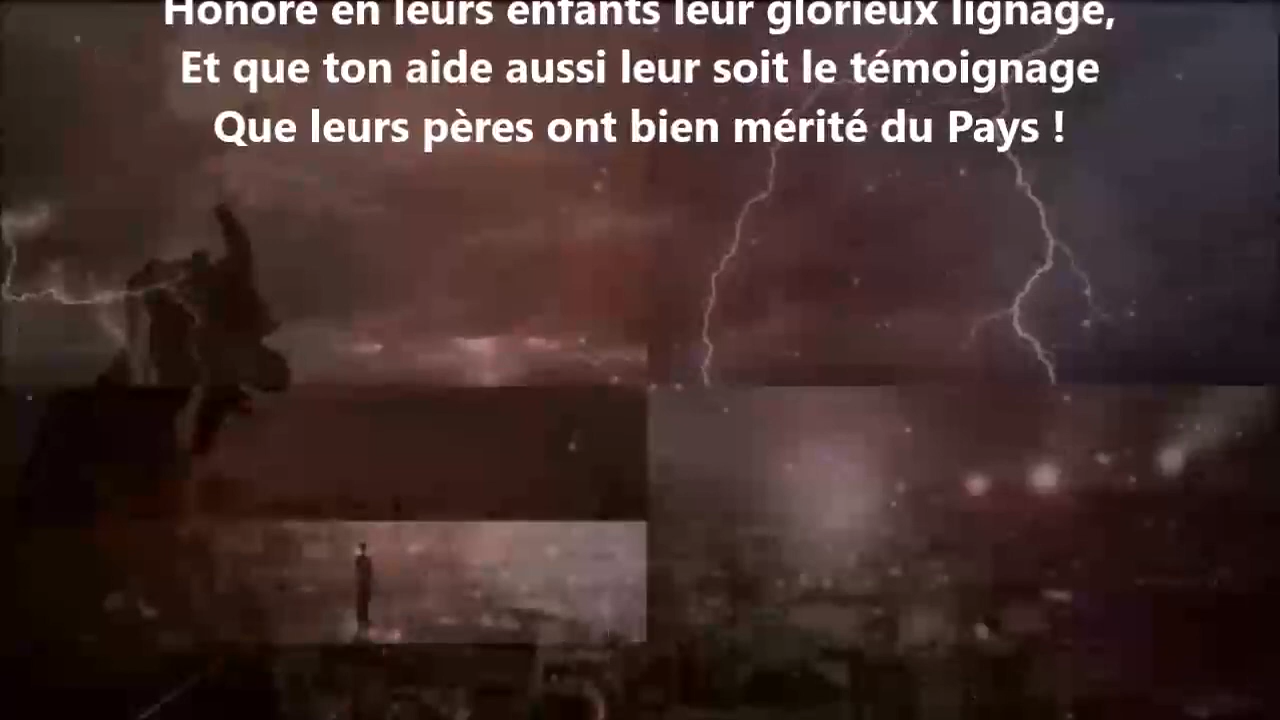 Honore en leurs enfants leur glorieux lignage,
Et que ton aide aussi leur soit le témoignage
Que leurs pères ont bien mérité du Pays !